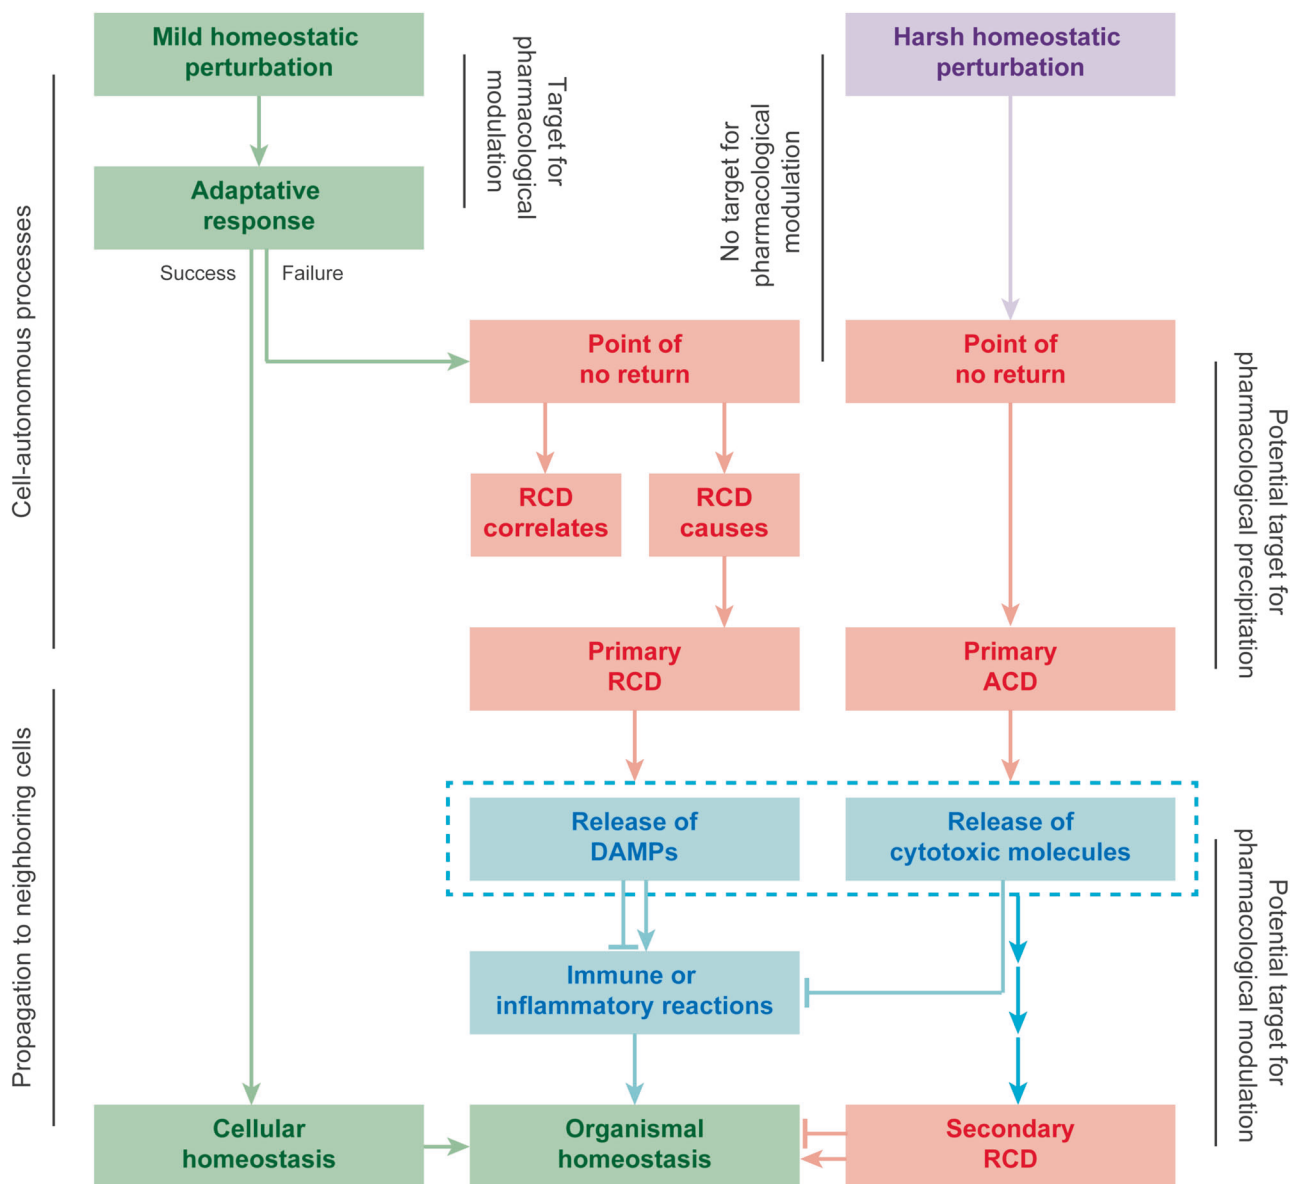 Mild homeostatic
perturbation
Harsh homeostatic
perturbation
Target for
pharmacological
modulation
No target for
pharmacological
modulation
Adaptative
response
Success
Failure
Cell-autonomous processes
Point of
no return
Point of
no return
Potential target for
pharmacological precipitation
RCD
correlates
RCD
causes
Primary
RCD
Primary
ACD
Propagation to neighboring cells
Release of
DAMPs
Release of
cytotoxic molecules
Potential target for
pharmacological modulation
Immune or
inflammatory reactions
Cellular
homeostasis
Organismal
homeostasis
Secondary
RCD